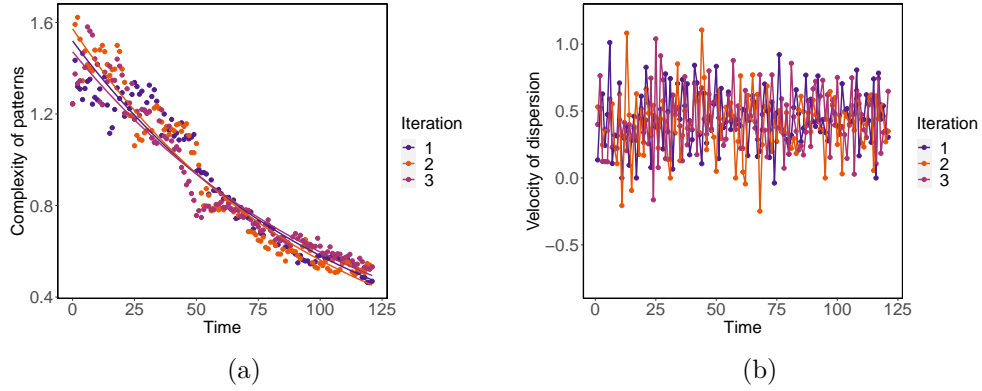 Complexity of patterns
1.6
1.2
0.8
0.4
0 25 50 75 100 125
Time
Iteration
1
2
3
(a)
Velocity of dispersion
1.0
0.5
0.0
−0.5
0 25 50 75 100 125
Time
Iteration
1
2
3
(b)